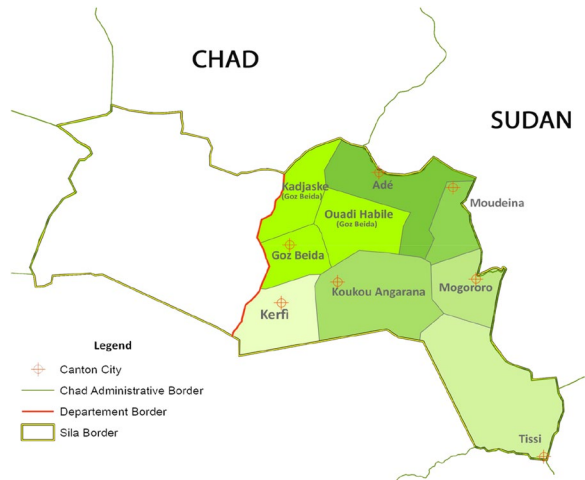 CHAD
SUDAN
Kadjaske
(Goz Beida)
Adé
Moudeina
Ouadi Habile
(Goz Beida)
Goz Beida
Koukou Angarana
Mogororo
Kerfi
Tissi
Legend
Canton City
Chad Administrative Border
Departement Border
Sila Border